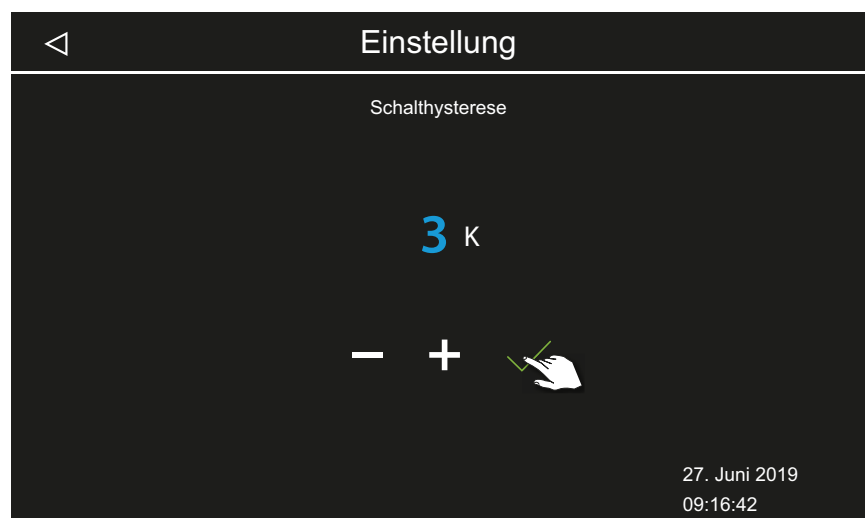 Einstellung
Schalthysterese
3 K
27. Juni 2019
09:16:42